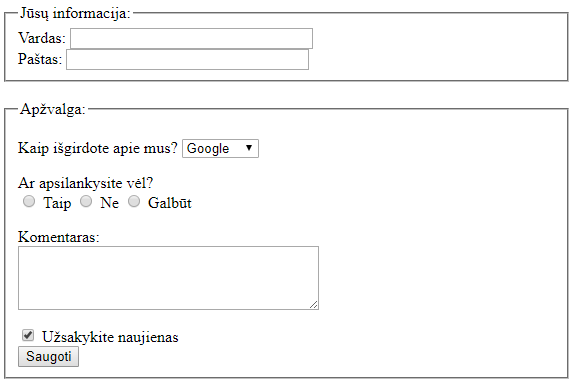 Jūsų informacija:
Vardas:
Paštas:
Apžvalga:
Kaip išgirdote apie mus? Google
Ar apsilankysite vėl?
Taip Ne Galbūt
Komentaras:
Užsakykite naujienas
Saugoti